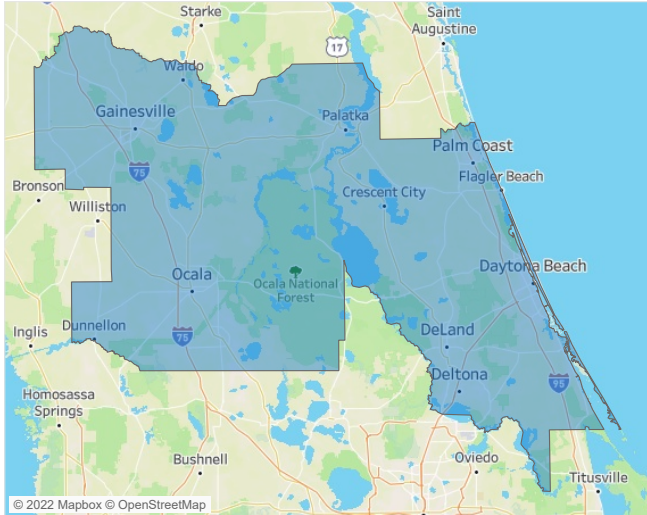 Starke
Saint
Augustine
17
Waldo
Gainesville
Palatka
Palm Coast
75
Bronson
Flagler Beach
Crescent City
Williston
Ocala
Ocala National
Forest
Daytona Beach
Inglis
Dunnellon
75
DeLand
Deltona
95
Homosassa
Springs
Bushnell
Oviedo
Titusville
© 2022 Mapbox © OpenStreetMap